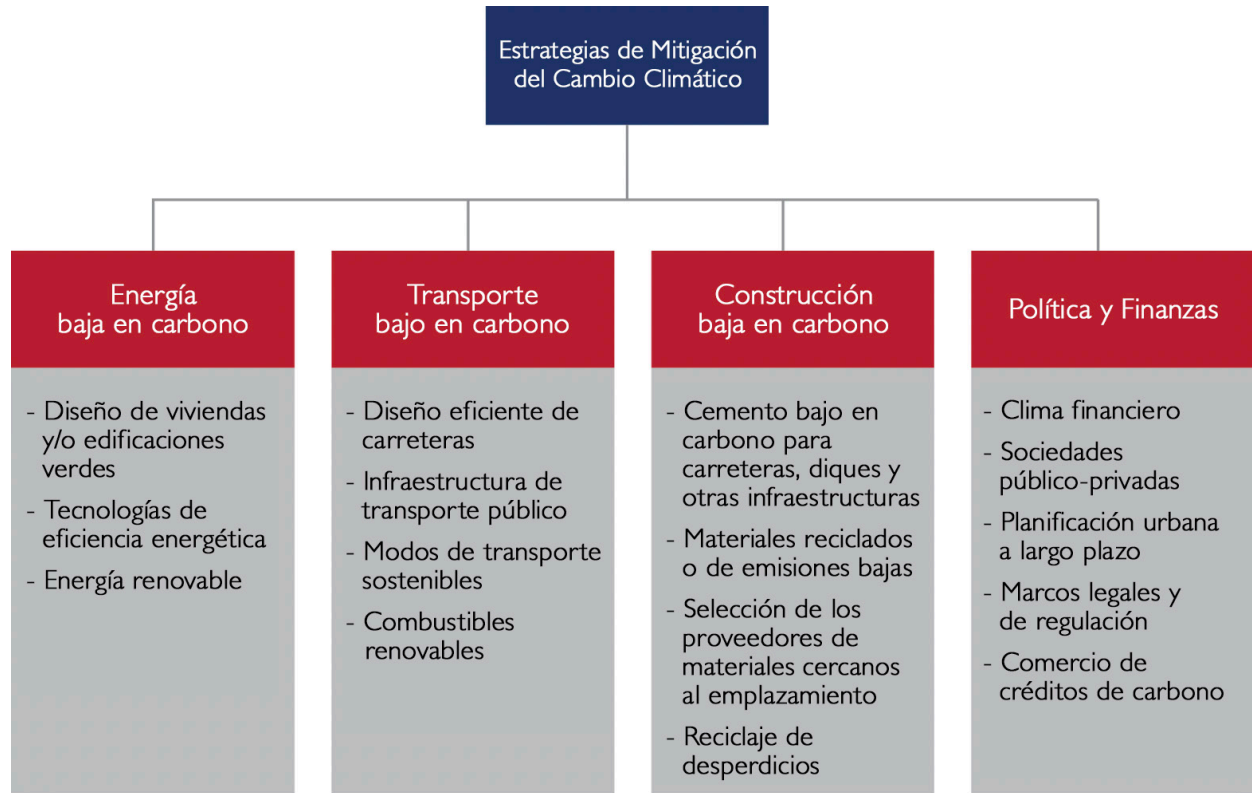 Estrategias de Mitigación
del Cambio Climático
Energía
baja en carbono
- Diseño de viviendas
y/o edificaciones
verdes
- Tecnologías de
eficiencia energética
- Energía renovable
Transporte
bajo en carbono
- Diseño eficiente de
carreteras
- Infraestructura de
transporte público
- Modos de transporte
sostenibles
- Combustibles
renovables
Construcción
baja en carbono
- Cemento bajo en
carbono para
carreteras, diques y
otras infraestructuras
- Materiales reciclados
o de emisiones bajas
- Selección de los
proveedores de
materiales cercanos
al emplazamiento
- Reciclaje de
desperdicios
Política y Finanzas
- Clima financiero
- Sociedades
público-privadas
- Planificación urbana
a largo plazo
- Marcos legales y
de regulación
- Comercio de
créditos de carbono